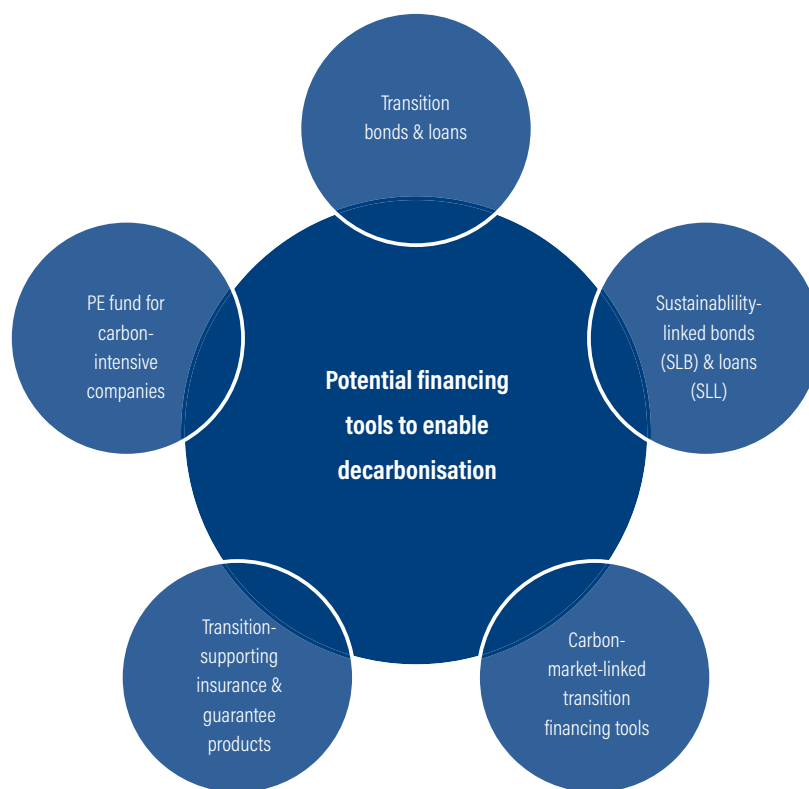 Transition
bonds & loans
PE fund for
carbon-
intensive
companies
Sustainablility-
linked bonds
(SLB) & loans
(SLL)
Potential financing
tools to enable
decarbonisation
Transition-
supporting
insurance &
guarantee
products
Carbon-
market-linked
transition
financing tools